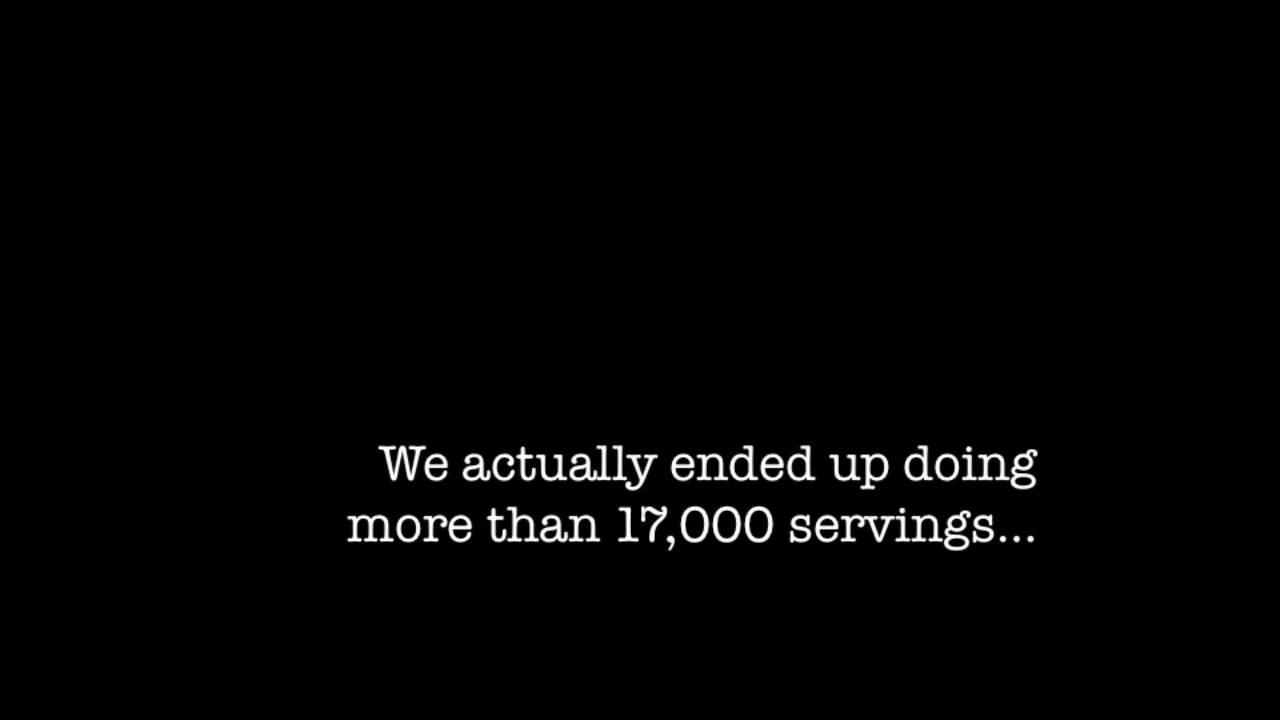 We actually ended up doing
more than 17,000 servings...